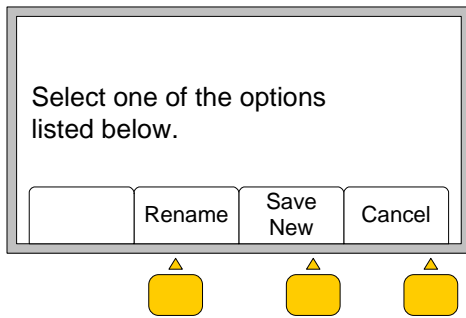 Select one of the options
listed below.
Rename
Save
New
Cancel